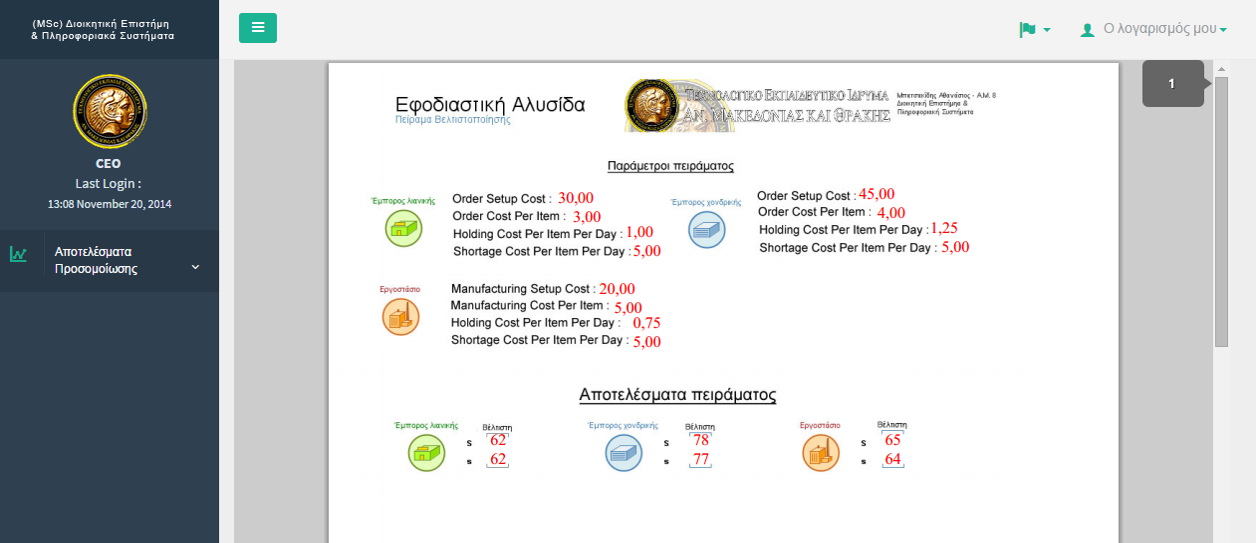 (MSc) Διοικητική Επιστήμη
& Πληροφοριακά Συστήματα
CEO
Last Login :
13:08 November 20, 2014
Αποτελέσματα
Προσομοίωσης
Ο λογαριασμός μου
1
Εφοδιαστική Αλυσίδα
Πείραμα Βελτιστοποίησης
ΤΕΧΝΟΛΟΓΙΚΟ ΕΚΠΑΙΔΕΥΤΙΚΟ ΙΔΡΥΜΑ
ΑΝ. ΜΑΚΕΔΟΝΙΑΣ ΚΑΙ ΘΡΑΚΗΣ
Μπετσικίδης Αθανάσιος - Α.Μ. 8
Διοικητική Επιστήμη &
Πληροφοριακά Συστήματα
Παράμετροι πειράματος
Έμπορος λιανικής
Order Setup Cost : 30,00
Order Cost Per Item : 3,00
Holding Cost Per Item Per Day : 1,00
Shortage Cost Per Item Per Day : 5,00
Έμπορος χονδρικής
Order Setup Cost : 45,00
Order Cost Per Item : 4,00
Holding Cost Per Item Per Day : 1,25
Shortage Cost Per Item Per Day : 5,00
Εργοστάσιο
Manufacturing Setup Cost : 20,00
Manufacturing Cost Per Item : 5,00
Holding Cost Per Item Per Day : 0,75
Shortage Cost Per Item Per Day : 5,00
Αποτελέσματα πειράματος
Έμπορος λιανικής
Βέλτιστη
S 62
s 62
Έμπορος χονδρικής
Βέλτιστη
S 78
s 77
Εργοστάσιο
Βέλτιστη
S 65
s 64